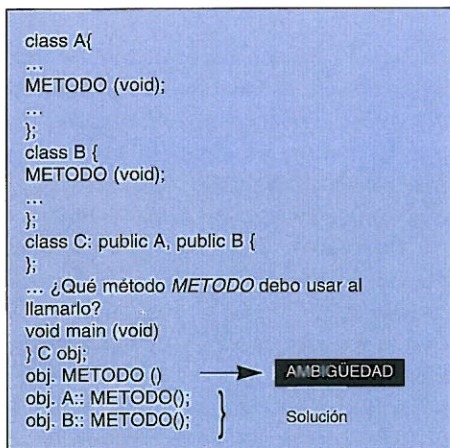 class A{
...
METODO (void);
...
};
class B {
METODO (void);
...
};
class C: public A, public B {
};
... ¿Qué método METODO debo usar al
llamarlo?
void main (void)
} C obj;
obj. METODO () AMBIGÜEDAD
obj. A:: METODO();
obj. B:: METODO(); } Solución